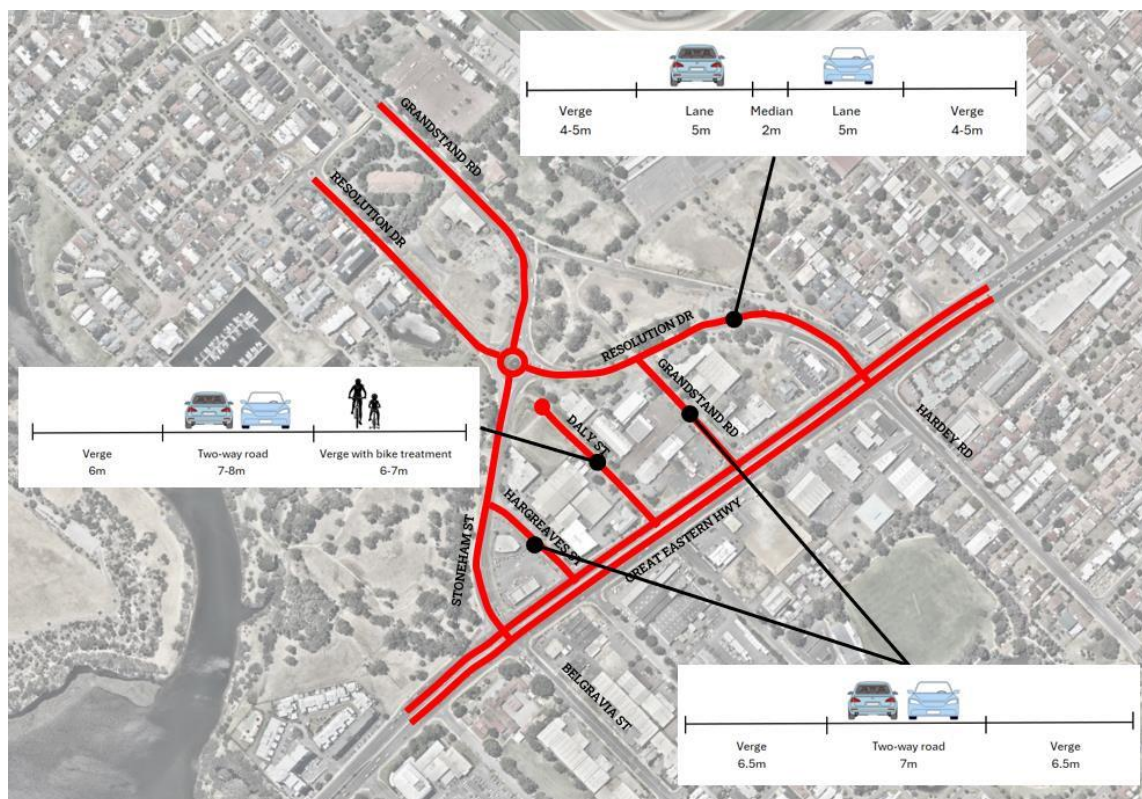 Verge
4-5m
Lane
5m
Median
2m
Lane
5m
Verge
4-5m
GRANDSTAND RD
RESOLUTION DR
RESOLUTION DR
GRANDSTAND RD
HARDEY RD
Verge
6m
Two-way road
7-8m
Verge with bike treatment
6-7m
DALY ST
HARGREAVES ST
STONEHAM ST
GREAT EASTERN HWY
BELGRAVIA ST
Verge
6.5m
Two-way road
7m
Verge
6.5m